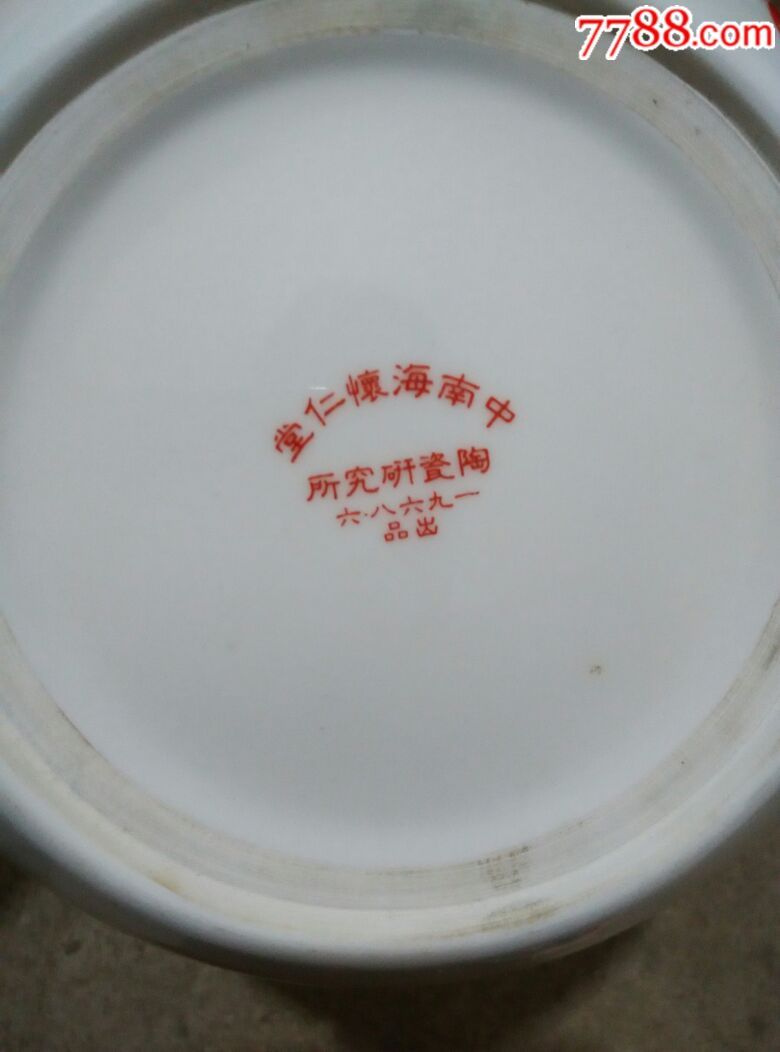 7788.com
中南海懷仁堂
陶瓷研究所
一九六八·六
出品